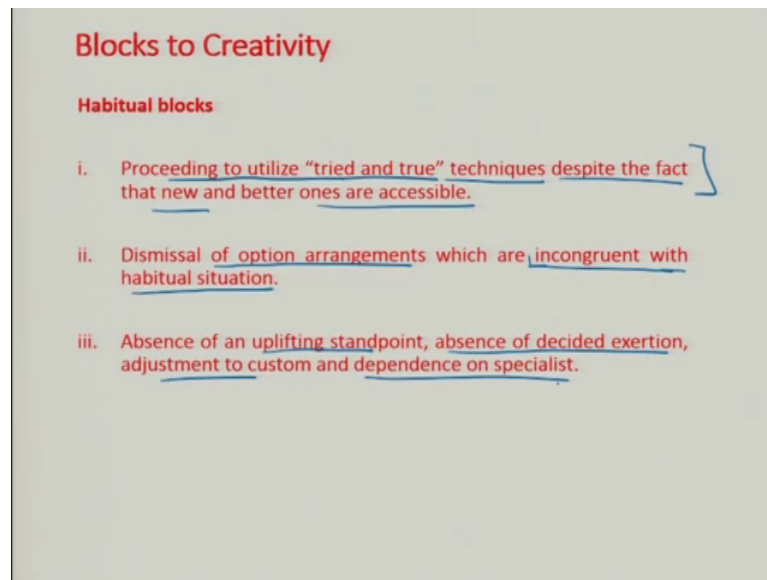 Blocks to Creativity
Habitual blocks
i. Proceeding to utilize “tried and true” techniques despite the fact
that new and better ones are accessible.
ii. Dismissal of option arrangements which are incongruent with
habitual situation.
iii. Absence of an uplifting standpoint, absence of decided exertion,
adjustment to custom and dependence on specialist.